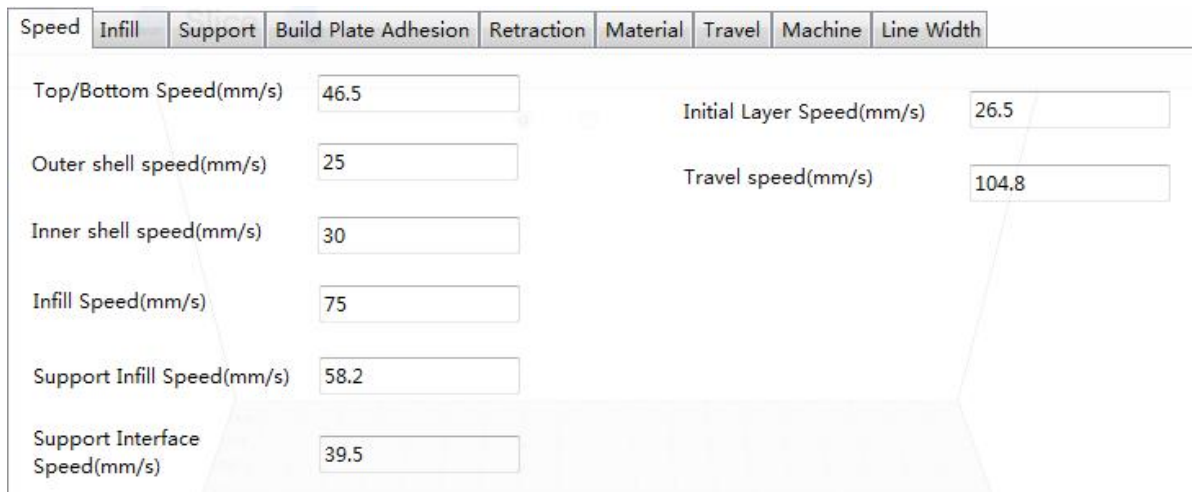 Slice
Speed Infill Support Build Plate Adhesion Retraction Material Travel Machine Line Width
Top/Bottom Speed(mm/s) 46.5
Initial Layer Speed(mm/s) 26.5
Outer shell speed(mm/s) 25
Travel speed(mm/s) 104.8
Inner shell speed(mm/s) 30
Infill Speed(mm/s) 75
Support Infill Speed(mm/s) 58.2
Support Interface
Speed(mm/s) 39.5